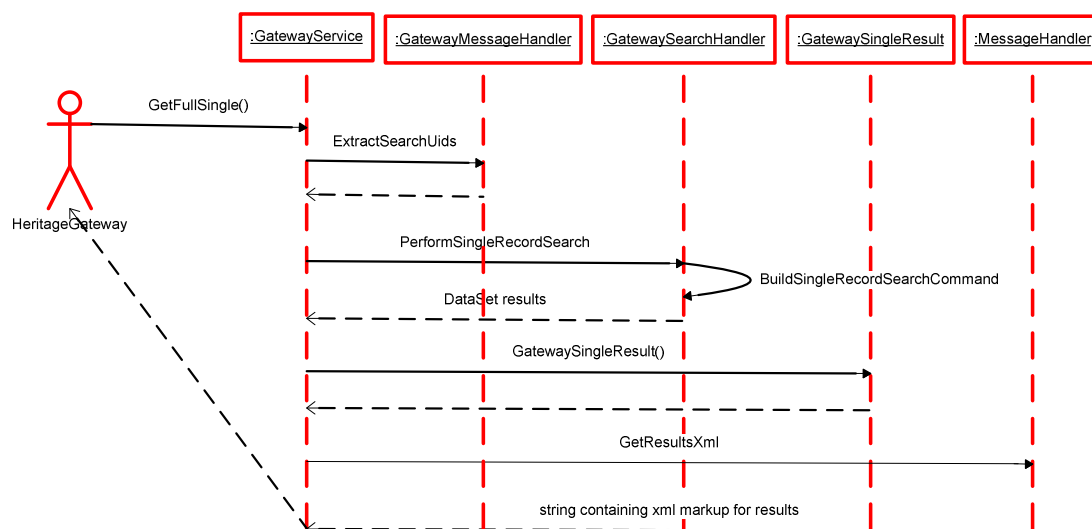 :GatewayService
:GatewayMessageHandler
:GatewaySearchHandler
:GatewaySingleResult
:MessageHandler
GetFullSingle()
ExtractSearchUids
HeritageGateway
PerformSingleRecordSearch
BuildSingleRecordSearchCommand
DataSet results
GatewaySingleResult()
GetResultsXml
string containing xml markup for results